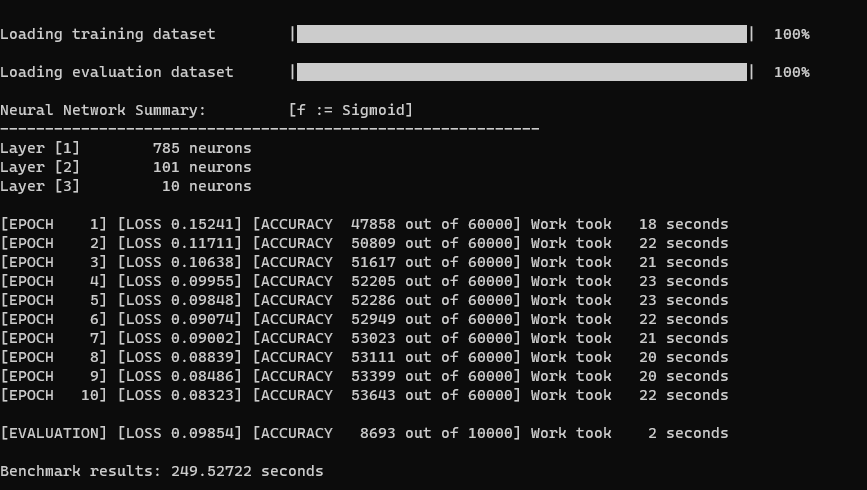 Loading training dataset | | 100%
Loading evaluation dataset | | 100%
Neural Network Summary: [f := Sigmoid]
------------------------------------------------------------
Layer [1] 785 neurons
Layer [2] 101 neurons
Layer [3] 10 neurons
[EPOCH 1] [LOSS 0.15241] [ACCURACY 47858 out of 60000] Work took 18 seconds
[EPOCH 2] [LOSS 0.11711] [ACCURACY 50809 out of 60000] Work took 22 seconds
[EPOCH 3] [LOSS 0.10638] [ACCURACY 51617 out of 60000] Work took 21 seconds
[EPOCH 4] [LOSS 0.09955] [ACCURACY 52205 out of 60000] Work took 23 seconds
[EPOCH 5] [LOSS 0.09848] [ACCURACY 52286 out of 60000] Work took 23 seconds
[EPOCH 6] [LOSS 0.09074] [ACCURACY 52949 out of 60000] Work took 22 seconds
[EPOCH 7] [LOSS 0.09002] [ACCURACY 53023 out of 60000] Work took 21 seconds
[EPOCH 8] [LOSS 0.08839] [ACCURACY 53111 out of 60000] Work took 20 seconds
[EPOCH 9] [LOSS 0.08486] [ACCURACY 53399 out of 60000] Work took 20 seconds
[EPOCH 10] [LOSS 0.08323] [ACCURACY 53643 out of 60000] Work took 22 seconds
[EVALUATION] [LOSS 0.09854] [ACCURACY 8693 out of 10000] Work took 2 seconds
Benchmark results: 249.52722 seconds